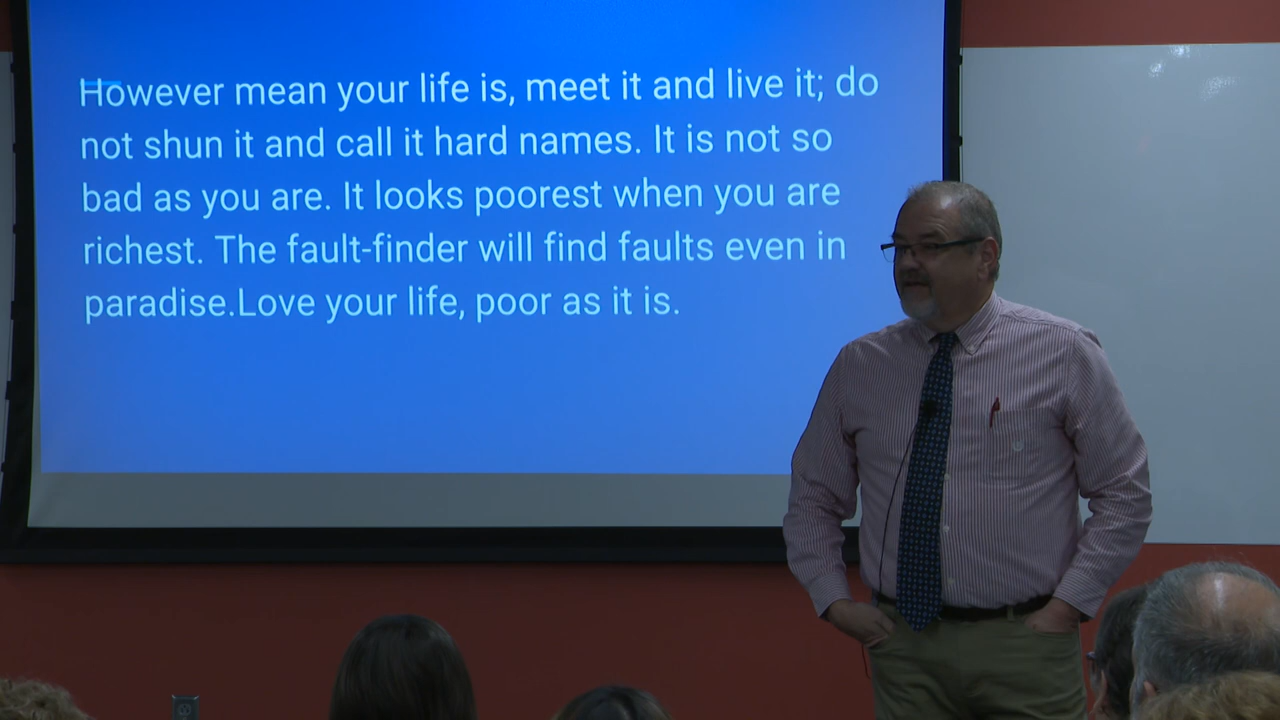 However mean your life is, meet it and live it; do
not shun it and call it hard names. It is not so
bad as you are. It looks poorest when you are
richest. The fault-finder will find faults even in
paradise.Love your life, poor as it is.